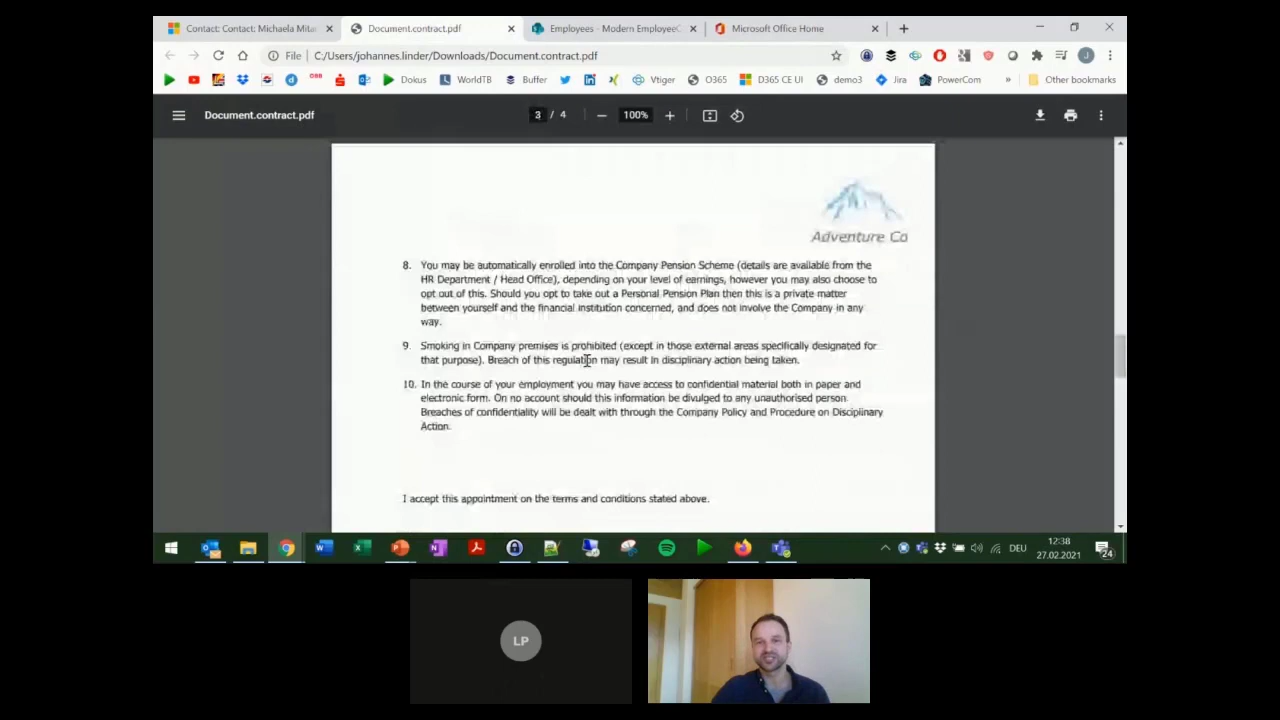 Contact: Contact: Michaela Mita
Document.contract.pdf
Employees - Modern Employee
Microsoft Office Home
File
C:/Users/johannes.linder/Downloads/Document.contract.pdf
J
ÖBB
Dokus
WorldTB
Buffer
Vtiger
O365
D365 CE UI
demo3
Jira
PowerCom
»
Other bookmarks
Document.contract.pdf
3 / 4
100%
Adventure Co
8. You may be automatically enrolled into the Company Pension Scheme (details are available from the
HR Department / Head Office), depending on your level of earnings, however you may also choose to
opt out of this. Should you opt to take out a Personal Pension Plan then this is a private matter
between yourself and the financial institution concerned, and does not involve the Company in any
way.
9. Smoking in Company premises is prohibited (except in those external areas specifically designated for
that purpose). Breach of this regulation may result in disciplinary action being taken.
10. In the course of your employment you may have access to confidential material both in paper and
electronic form. On no account should this information be divulged to any unauthorised person.
Breaches of confidentiality will be dealt with through the Company Policy and Procedure on Disciplinary
Action.
I accept this appointment on the terms and conditions stated above.
DEU
12:38
27.02.2021
24
LP